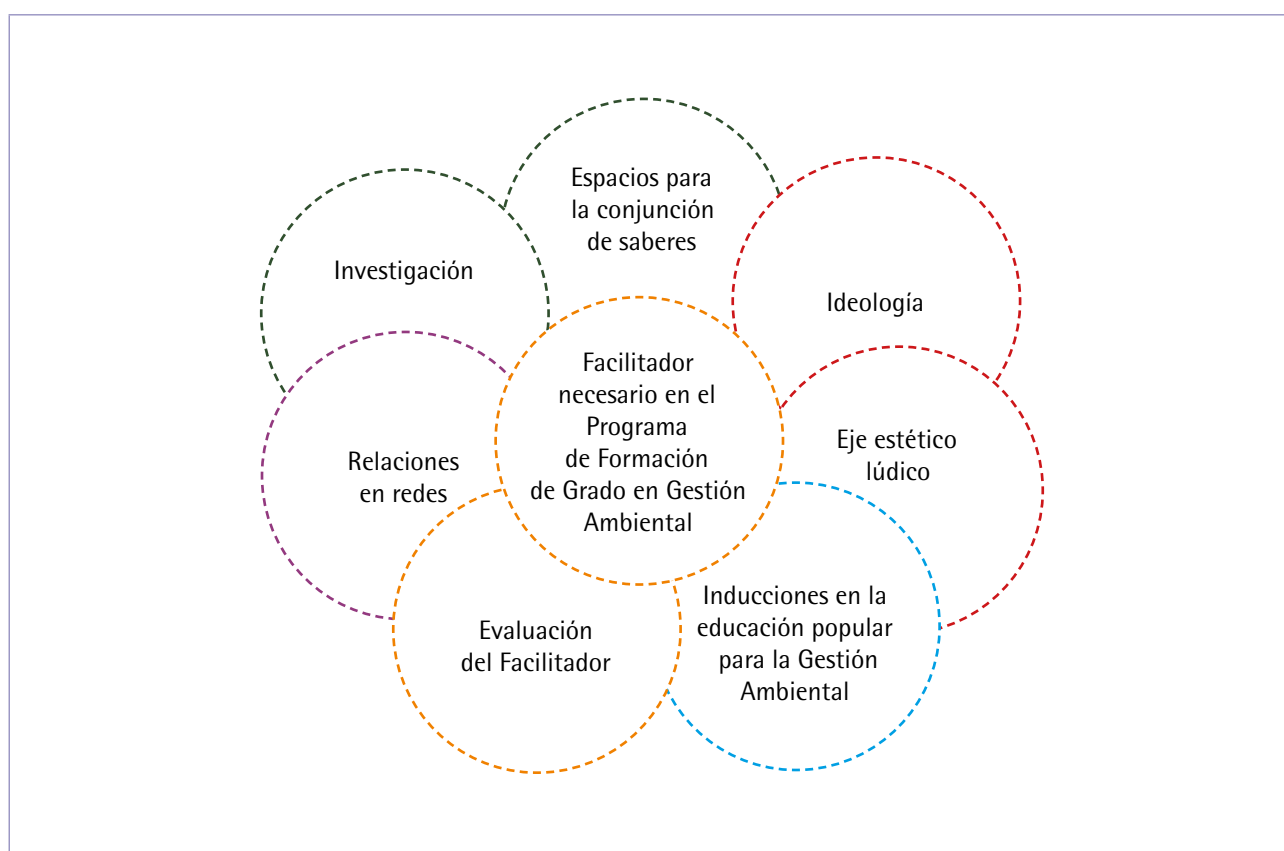 Espacios para
la conjunción
de saberes
Investigación
Ideología
Facilitador
necesario en el
Programa
de Formación
de Grado en Gestión
Ambiental
Relaciones
en redes
Eje estético
lúdico
Evaluación
del Facilitador
Inducciones en la
educación popular
para la Gestión
Ambiental